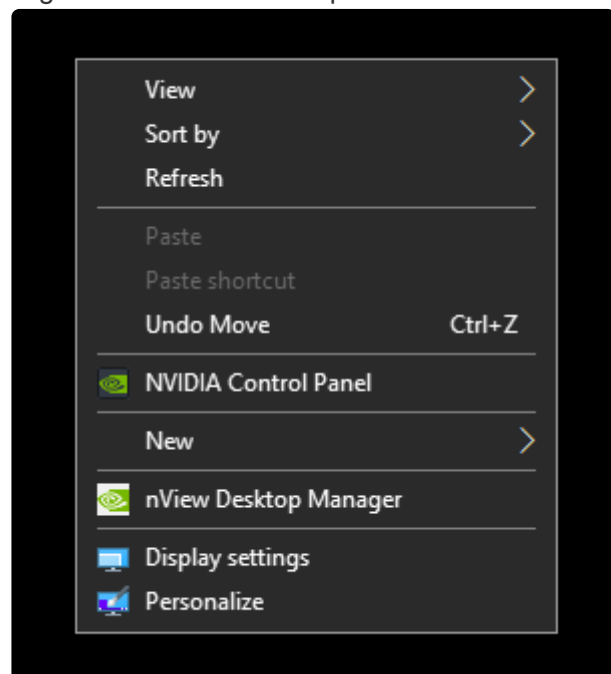 View
Sort by
Refresh
Paste
Paste shortcut
Undo Move Ctrl+Z
NVIDIA Control Panel
New
nView Desktop Manager
Display settings
Personalize